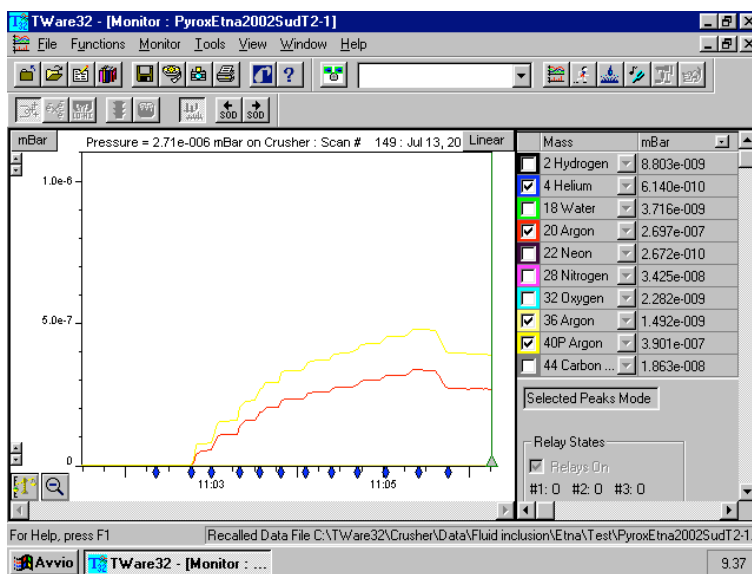 TWare32 - [Monitor : PyroxEtna2002SudT2-1]
File Functions Monitor Tools View Window Help
SOD SOD
mBar Pressure = 2.71e-006 mBar on Crusher : Scan # 149 : Jul 13, 20 Linear
Mass mBar
1.0e-6
5.0e-7
0
11:03 11:05
2 Hydrogen 8.803e-009
4 Helium 6.140e-010
18 Water 3.716e-009
20 Argon 2.697e-007
22 Neon 2.672e-010
28 Nitrogen 3.425e-008
32 Oxygen 2.282e-009
36 Argon 1.492e-009
40P Argon 3.901e-007
44 Carbon ... 1.863e-008
Selected Peaks Mode
Relay States
Relays On
#1: O #2: O #3: O
For Help, press F1 Recalled Data File C:\TWare32\Crusher\Data\Fluid inclusion\Etna\Test\PyroxEtna2002SudT2-1.
Avvio TWare32 - [Monitor : ... 9.37